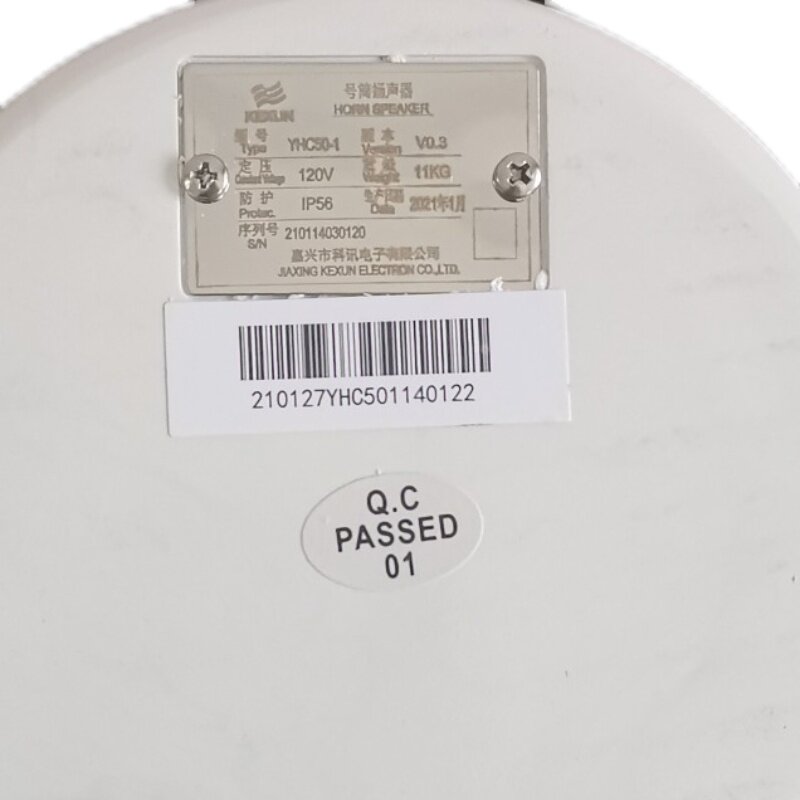 KEXUN
号筒扬声器
HORN SPEAKER
型号 Type YHC50-1 版本 Version V0.3
定压 Constant Voltage 120V 重量 Weight 11KG
防护 Protec. IP56 生产日期 Data 2021年1月
序列号 S/N 210114030120
嘉兴市科讯电子有限公司
JIAXING KEXUN ELECTRON CO.,LTD.
210127YHC501140122
Q.C
PASSED
01